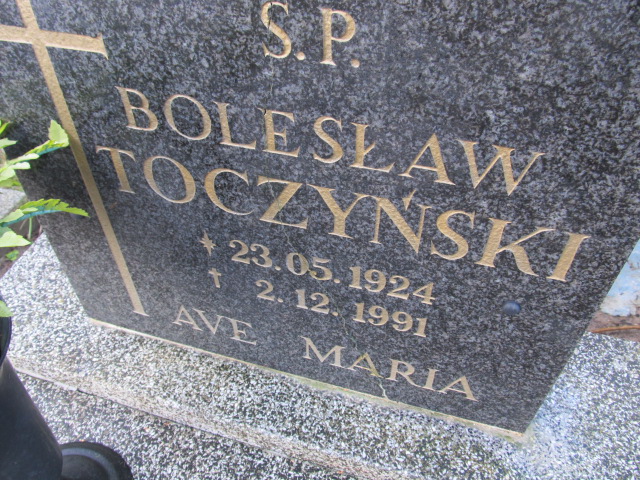 Ś.P.
BOLESŁAW
TOCZYŃSKI
* 23.05.1924
† 2.12.1991
AVE MARIA